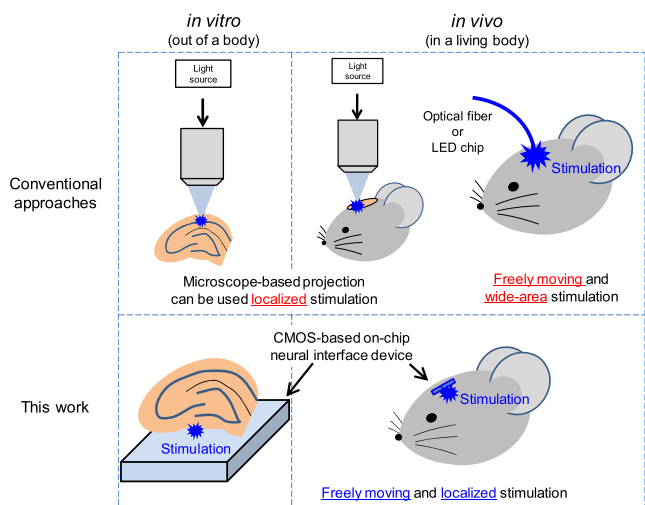 in vitro
(out of a body)
in vivo
(in a living body)
Conventional
approaches
Light
source
Light
source
Optical fiber
or
LED chip
Stimulation
Microscope-based projection
can be used localized stimulation
Freely moving and
wide-area stimulation
This work
CMOS-based on-chip
neural interface device
Stimulation
Stimulation
Freely moving and localized stimulation